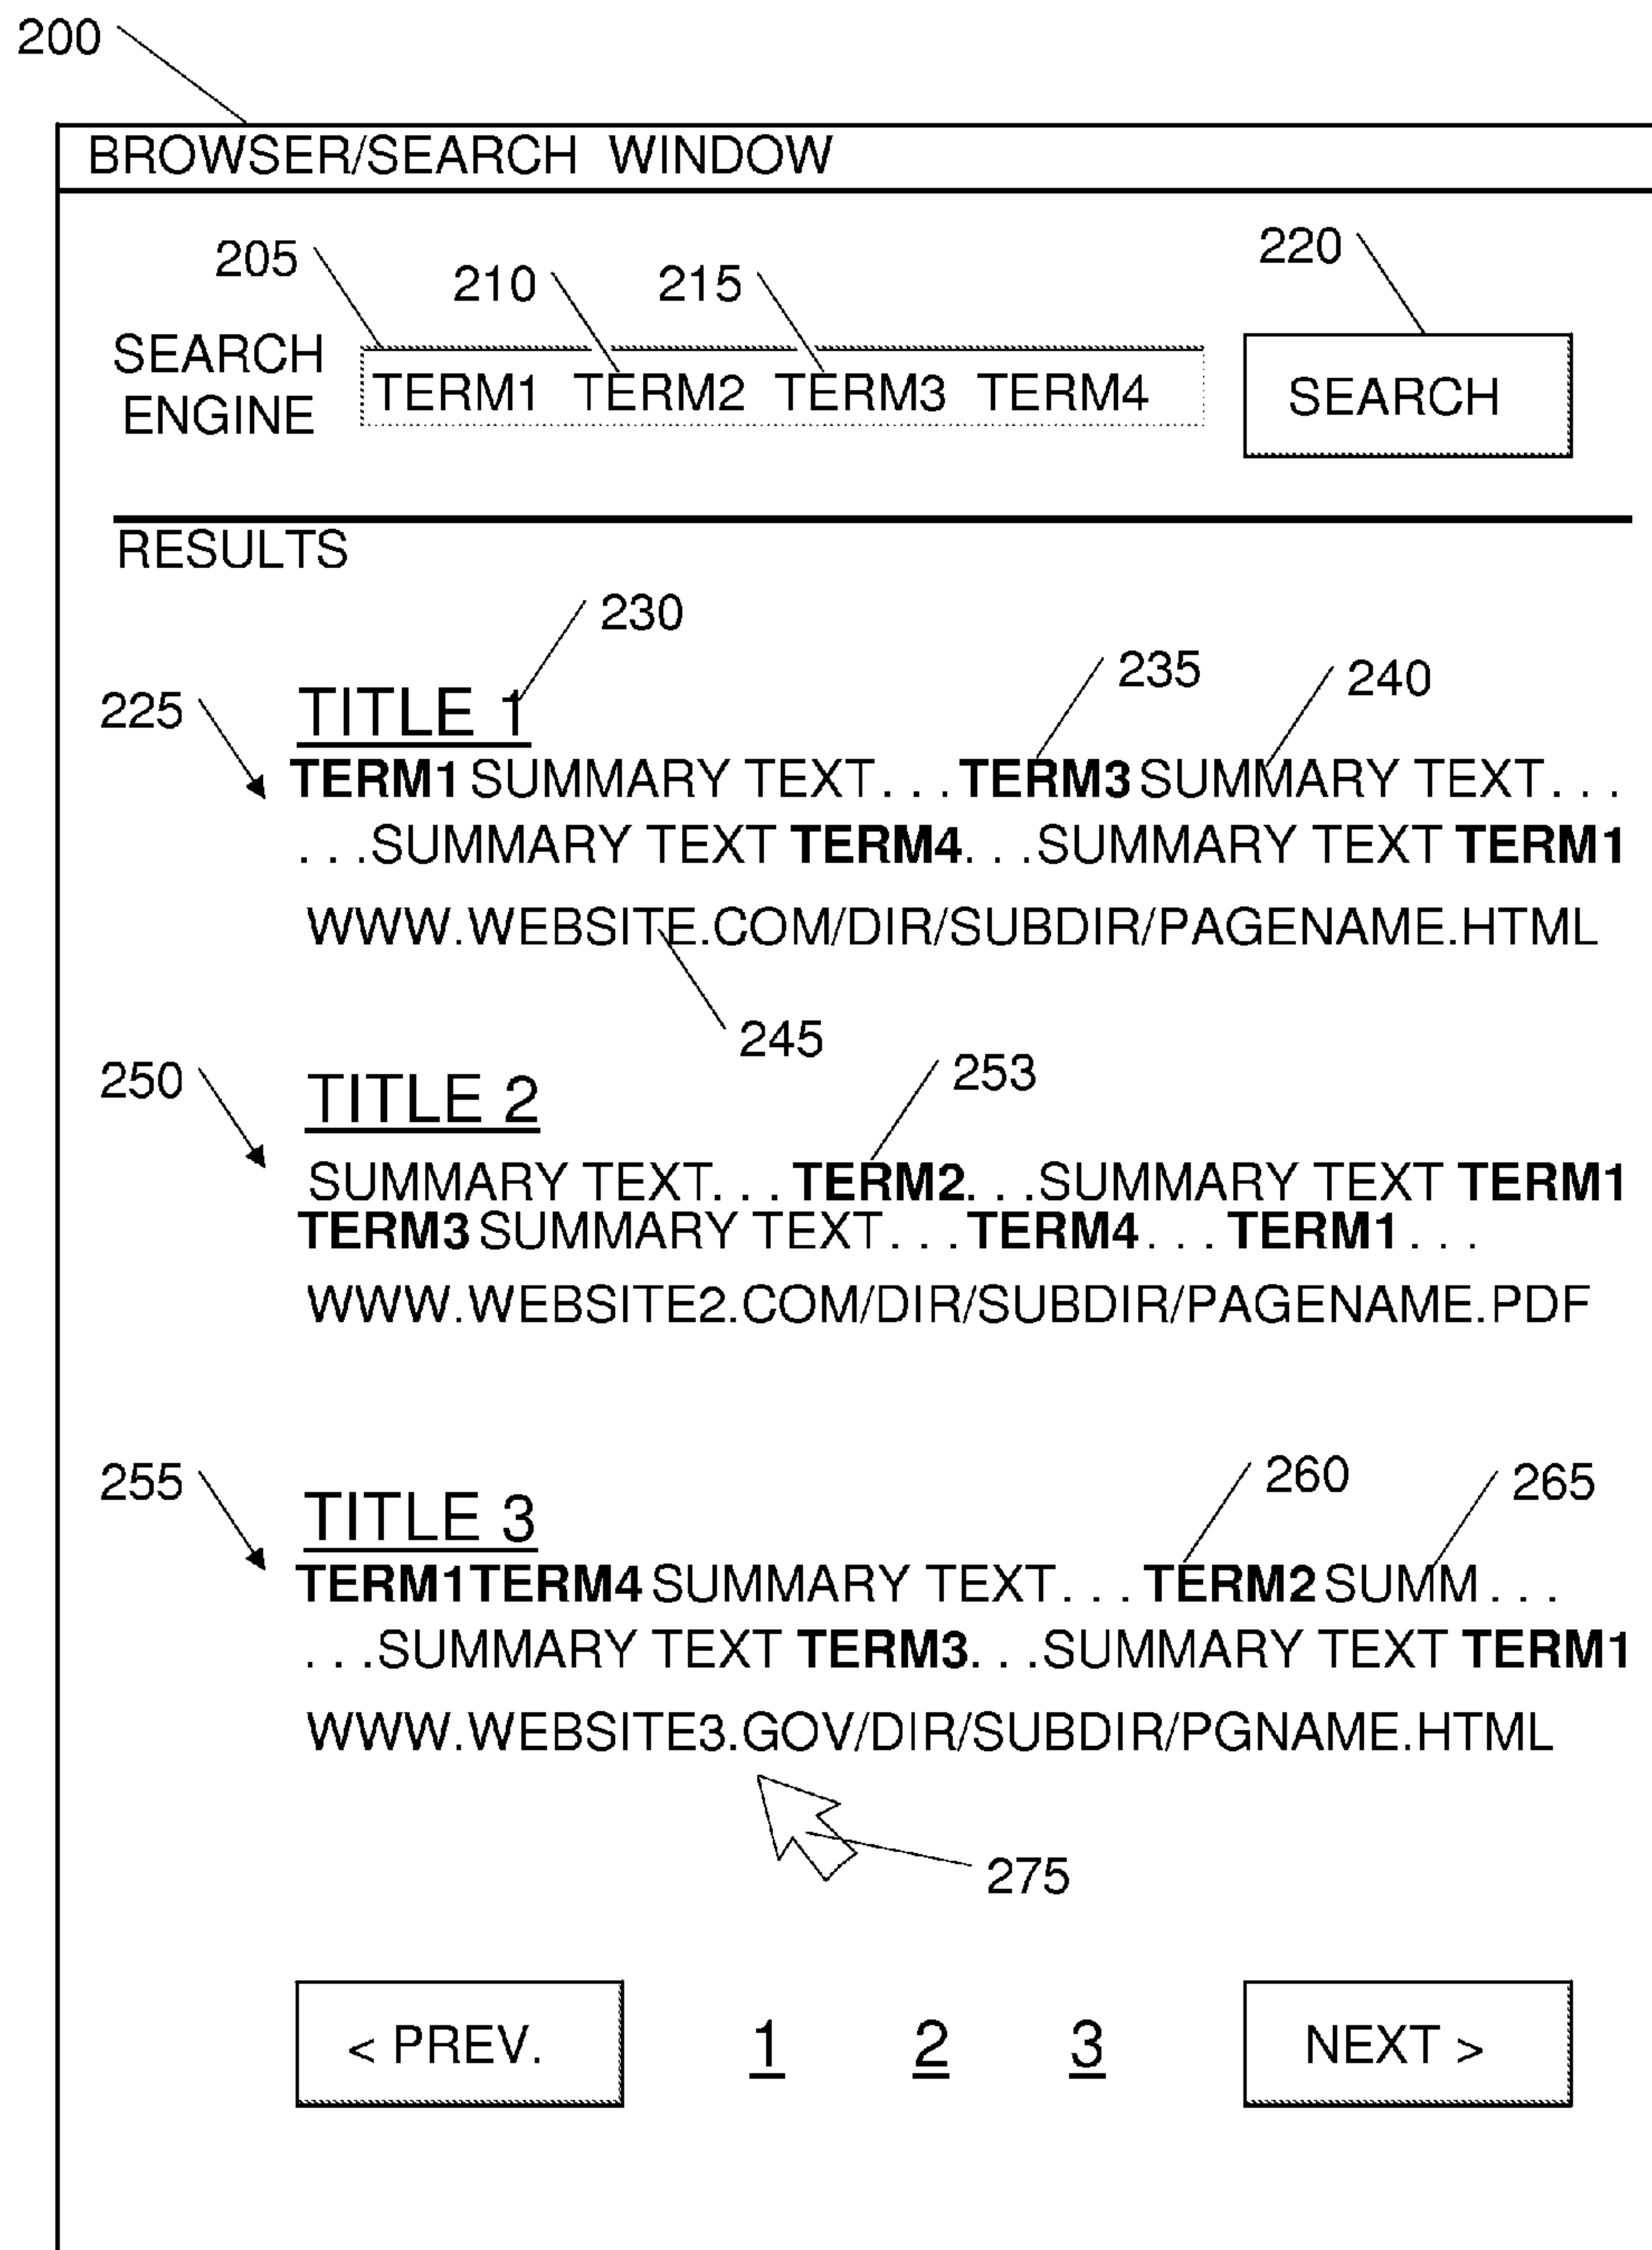 200
BROWSER/SEARCH WINDOW
205 210 215 220
SEARCH ENGINE
TERM1 TERM2 TERM3 TERM4
SEARCH
RESULTS
230
225 TITLE 1 235 240
TERM1 SUMMARY TEXT. . . TERM3 SUMMARY TEXT. . .
. . .SUMMARY TEXT TERM4. . .SUMMARY TEXT TERM1
WWW.WEBSITE.COM/DIR/SUBDIR/PAGENAME.HTML
245
250 TITLE 2 253
SUMMARY TEXT. . . TERM2. . .SUMMARY TEXT TERM1
TERM3 SUMMARY TEXT. . . TERM4. . . TERM1. . .
WWW.WEBSITE2.COM/DIR/SUBDIR/PAGENAME.PDF
255 TITLE 3 260 265
TERM1TERM4 SUMMARY TEXT. . . TERM2 SUMM. . .
. . .SUMMARY TEXT TERM3. . .SUMMARY TEXT TERM1
WWW.WEBSITE3.GOV/DIR/SUBDIR/PGNAME.HTML
275
< PREV. 1 2 3 NEXT >